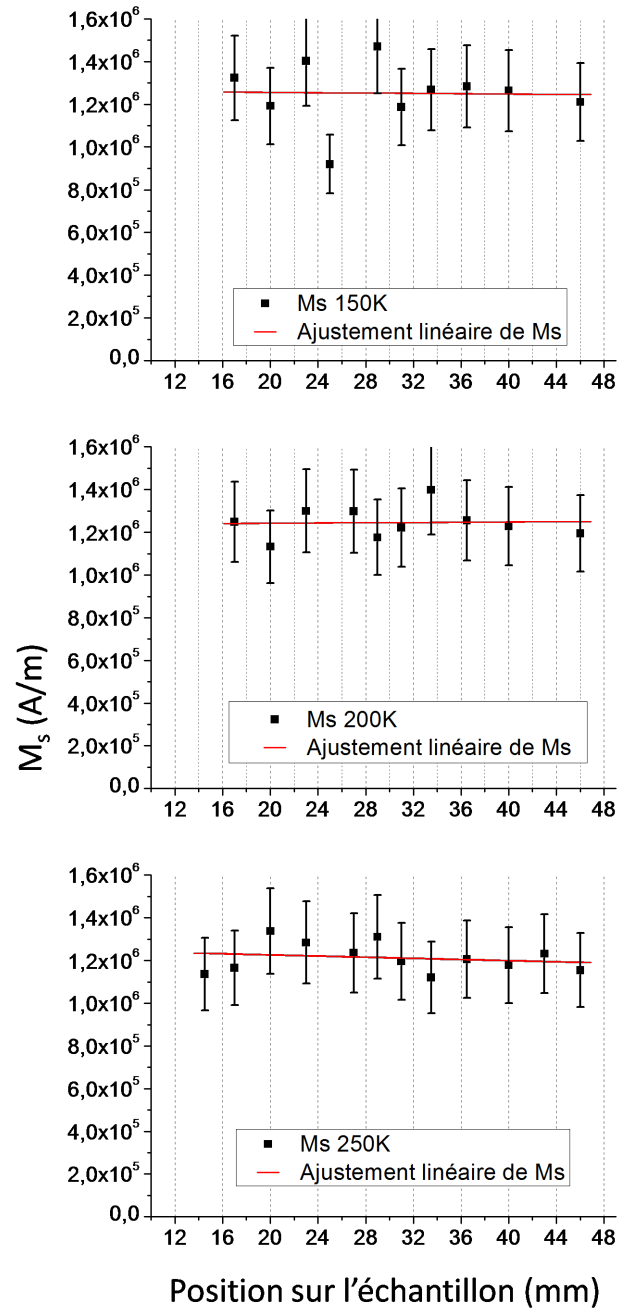 1,6x10⁶
1,4x10⁶
1,2x10⁶
1,0x10⁶
8,0x10⁵
6,0x10⁵
4,0x10⁵
2,0x10⁵
0,0
Ms 150K
Ajustement linéaire de Ms
12 16 20 24 28 32 36 40 44 48
1,6x10⁶
1,4x10⁶
1,2x10⁶
1,0x10⁶
8,0x10⁵
6,0x10⁵
4,0x10⁵
2,0x10⁵
0,0
Ms 200K
Ajustement linéaire de Ms
12 16 20 24 28 32 36 40 44 48
Mₛ (A/m)
1,6x10⁶
1,4x10⁶
1,2x10⁶
1,0x10⁶
8,0x10⁵
6,0x10⁵
4,0x10⁵
2,0x10⁵
0,0
Ms 250K
Ajustement linéaire de Ms
12 16 20 24 28 32 36 40 44 48
Position sur l’échantillon (mm)